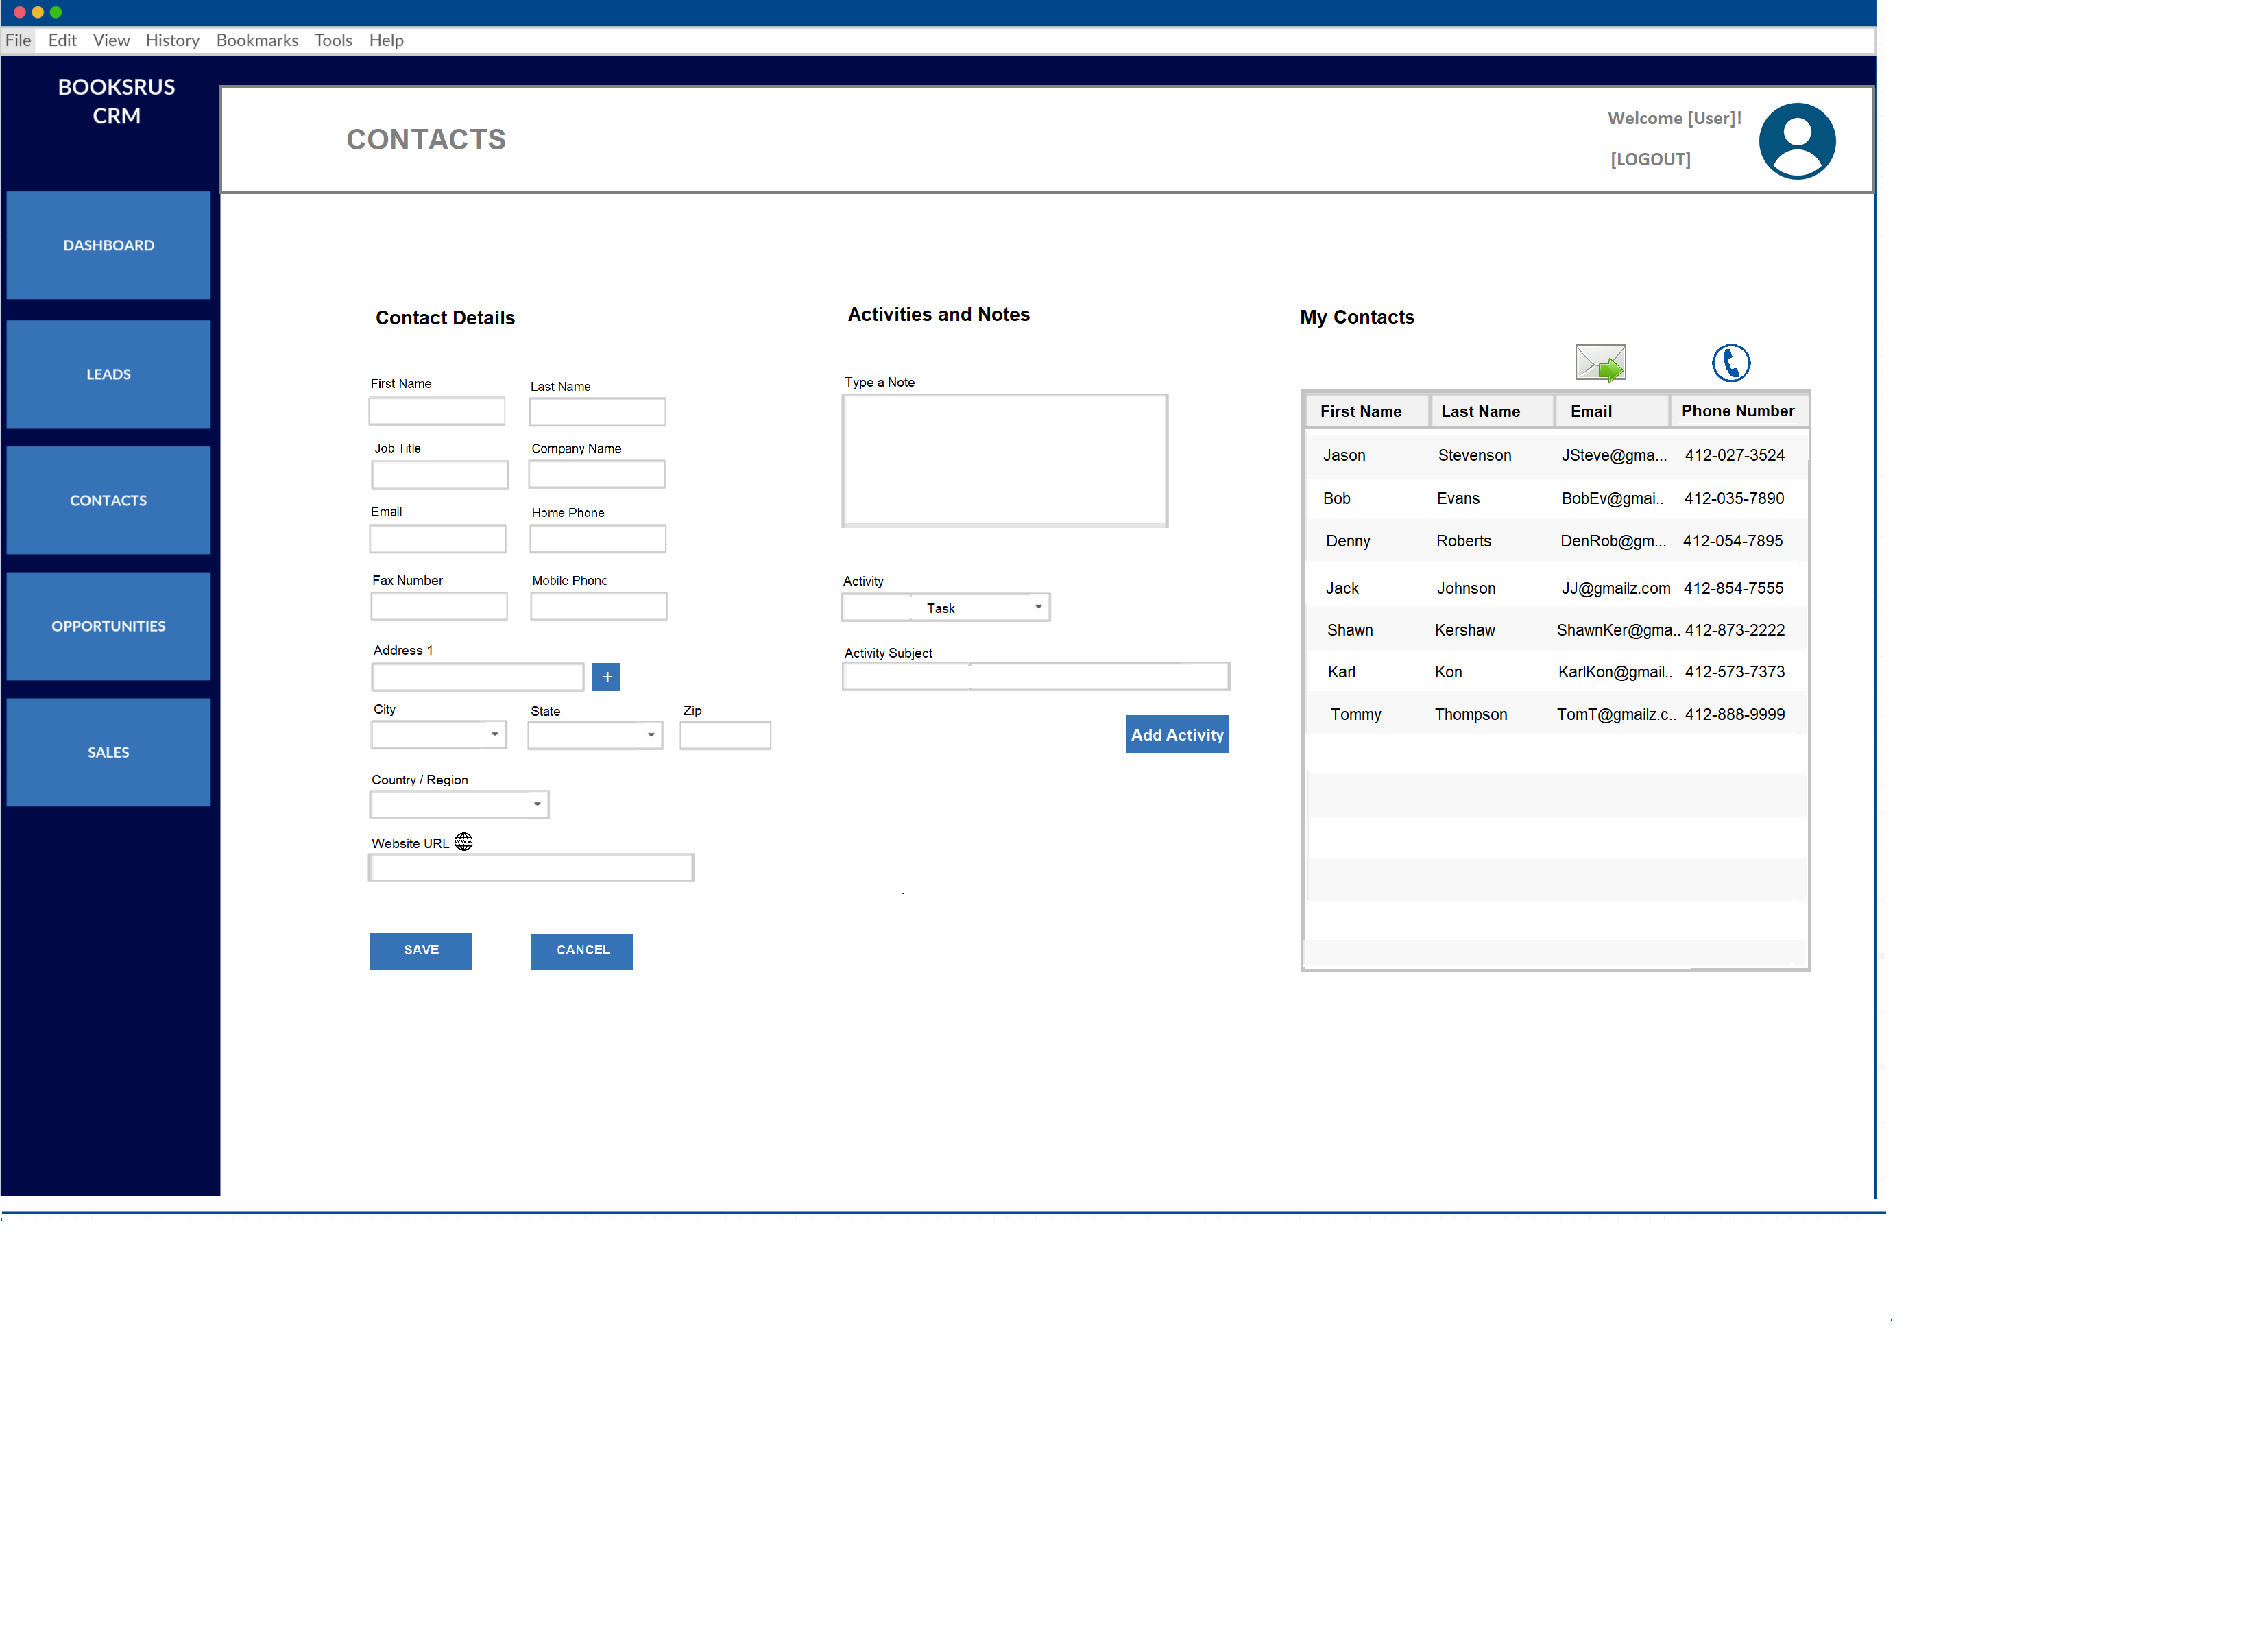 File Edit View History Bookmarks Tools Help
BOOKSRUS
CRM
CONTACTS
Welcome [User]!
[LOGOUT]
DASHBOARD
LEADS
CONTACTS
OPPORTUNITIES
SALES
Contact Details
First Name Last Name
Job Title Company Name
Email Home Phone
Fax Number Mobile Phone
Address 1
+
City State Zip
Country / Region
Website URL
SAVE CANCEL
Activities and Notes
Type a Note
Activity
Task
Activity Subject
Add Activity
My Contacts
First Name Last Name Email Phone Number
Jason Stevenson JSteve@gma... 412-027-3524
Bob Evans BobEv@gmai.. 412-035-7890
Denny Roberts DenRob@gm... 412-054-7895
Jack Johnson JJ@gmailz.com 412-854-7555
Shawn Kershaw ShawnKer@gma.. 412-873-2222
Karl Kon KarlKon@gmail.. 412-573-7373
Tommy Thompson TomT@gmailz.c.. 412-888-9999